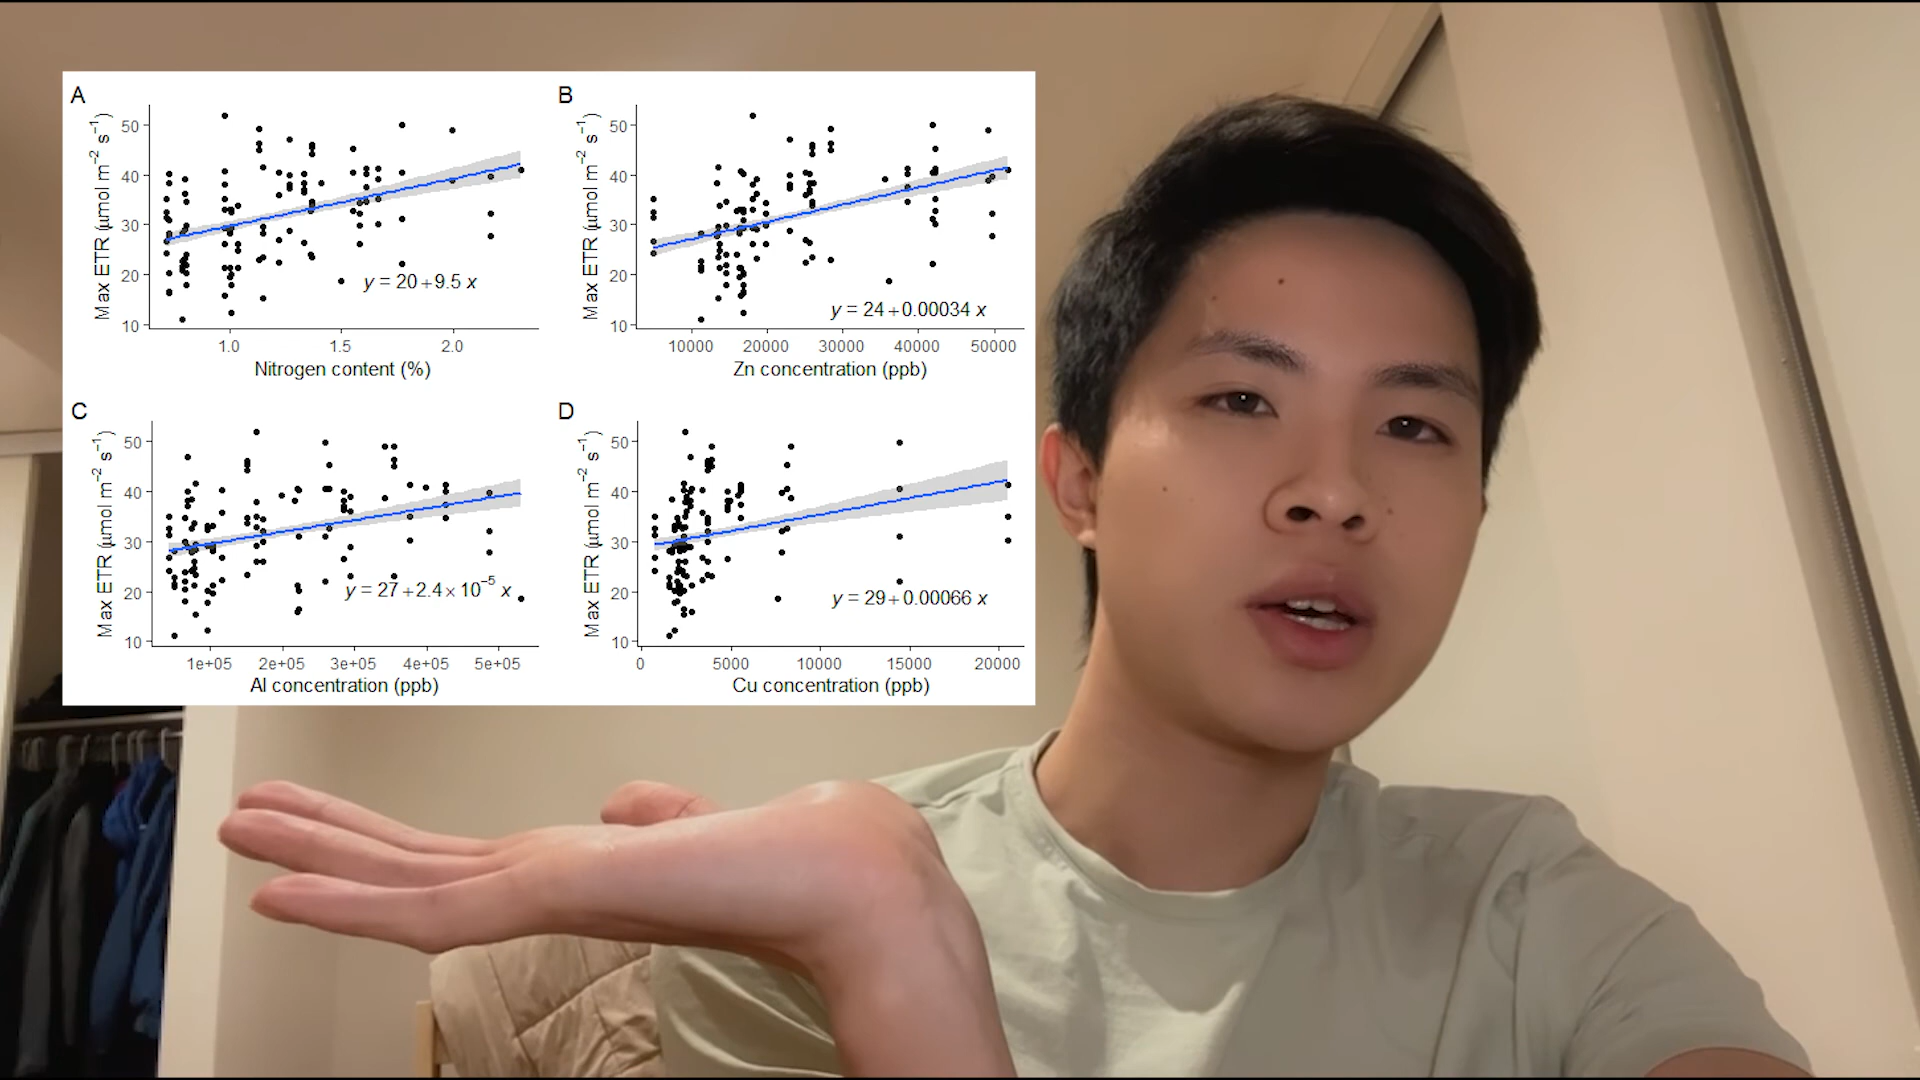 A
Max ETR (μmol m⁻² s⁻¹)
50
40
30
20
10
y = 20+9.5 x
1.0 1.5 2.0
Nitrogen content (%)
B
Max ETR (μmol m⁻² s⁻¹)
50
40
30
20
10
y = 24+0.00034 x
10000 20000 30000 40000 50000
Zn concentration (ppb)
C
Max ETR (μmol m⁻² s⁻¹)
50
40
30
20
10
y = 27+2.4× 10⁻⁵ x
1e+05 2e+05 3e+05 4e+05 5e+05
Al concentration (ppb)
D
Max ETR (μmol m⁻² s⁻¹)
50
40
30
20
10
y = 29+0.00066 x
0 5000 10000 15000 20000
Cu concentration (ppb)